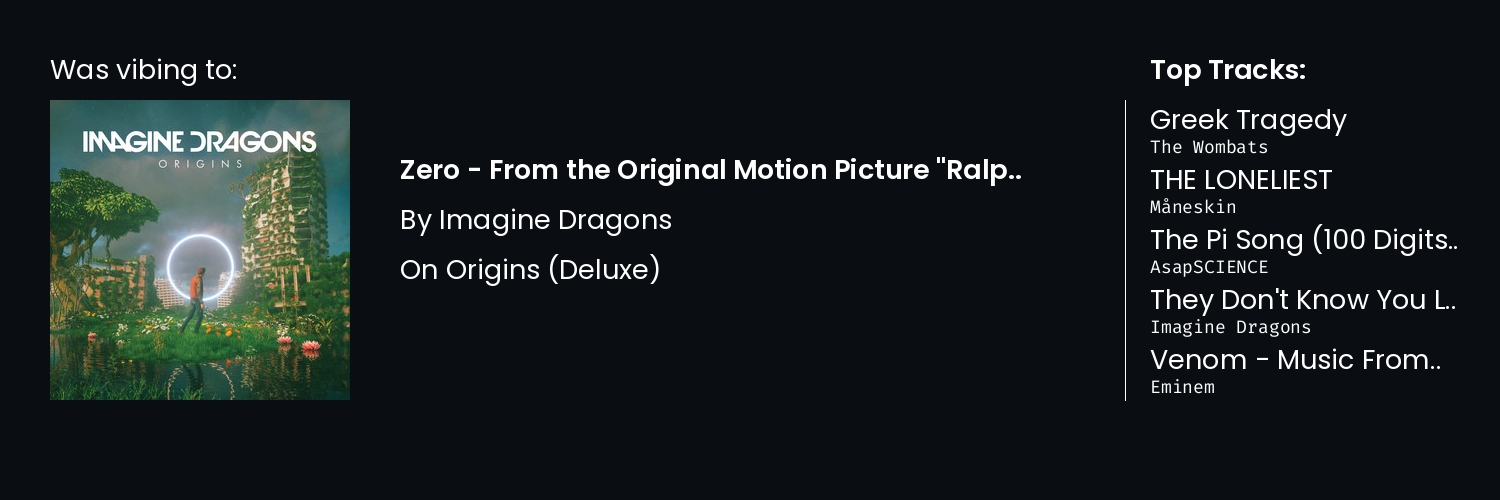 Was vibing to:
IMAGINE DRAGONS
ORIGINS
Zero - From the Original Motion Picture "Ralp..
By Imagine Dragons
On Origins (Deluxe)
Top Tracks:
Greek Tragedy
The Wombats
THE LONELIEST
Måneskin
The Pi Song (100 Digits..
AsapSCIENCE
They Don't Know You L..
Imagine Dragons
Venom - Music From..
Eminem